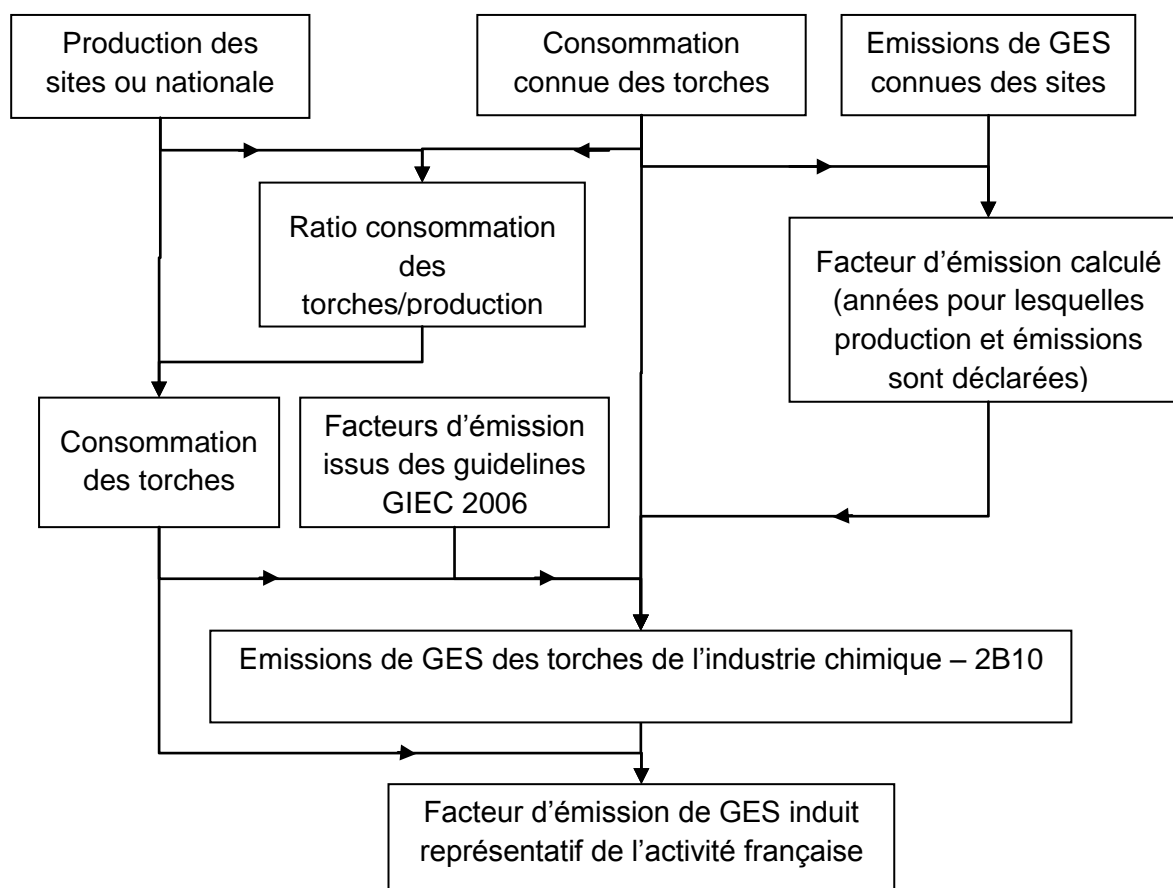 Production des
sites ou nationale
Consommation
connue des torches
Emissions de GES
connues des sites
Ratio consommation
des
torches/production
Facteur d'émission calculé
(années pour lesquelles
production et émissions
sont déclarées)
Consommation
des torches
Facteurs d'émission
issus des guidelines
GIEC 2006
Emissions de GES des torches de l'industrie chimique – 2B10
Facteur d'émission de GES induit
représentatif de l'activité française